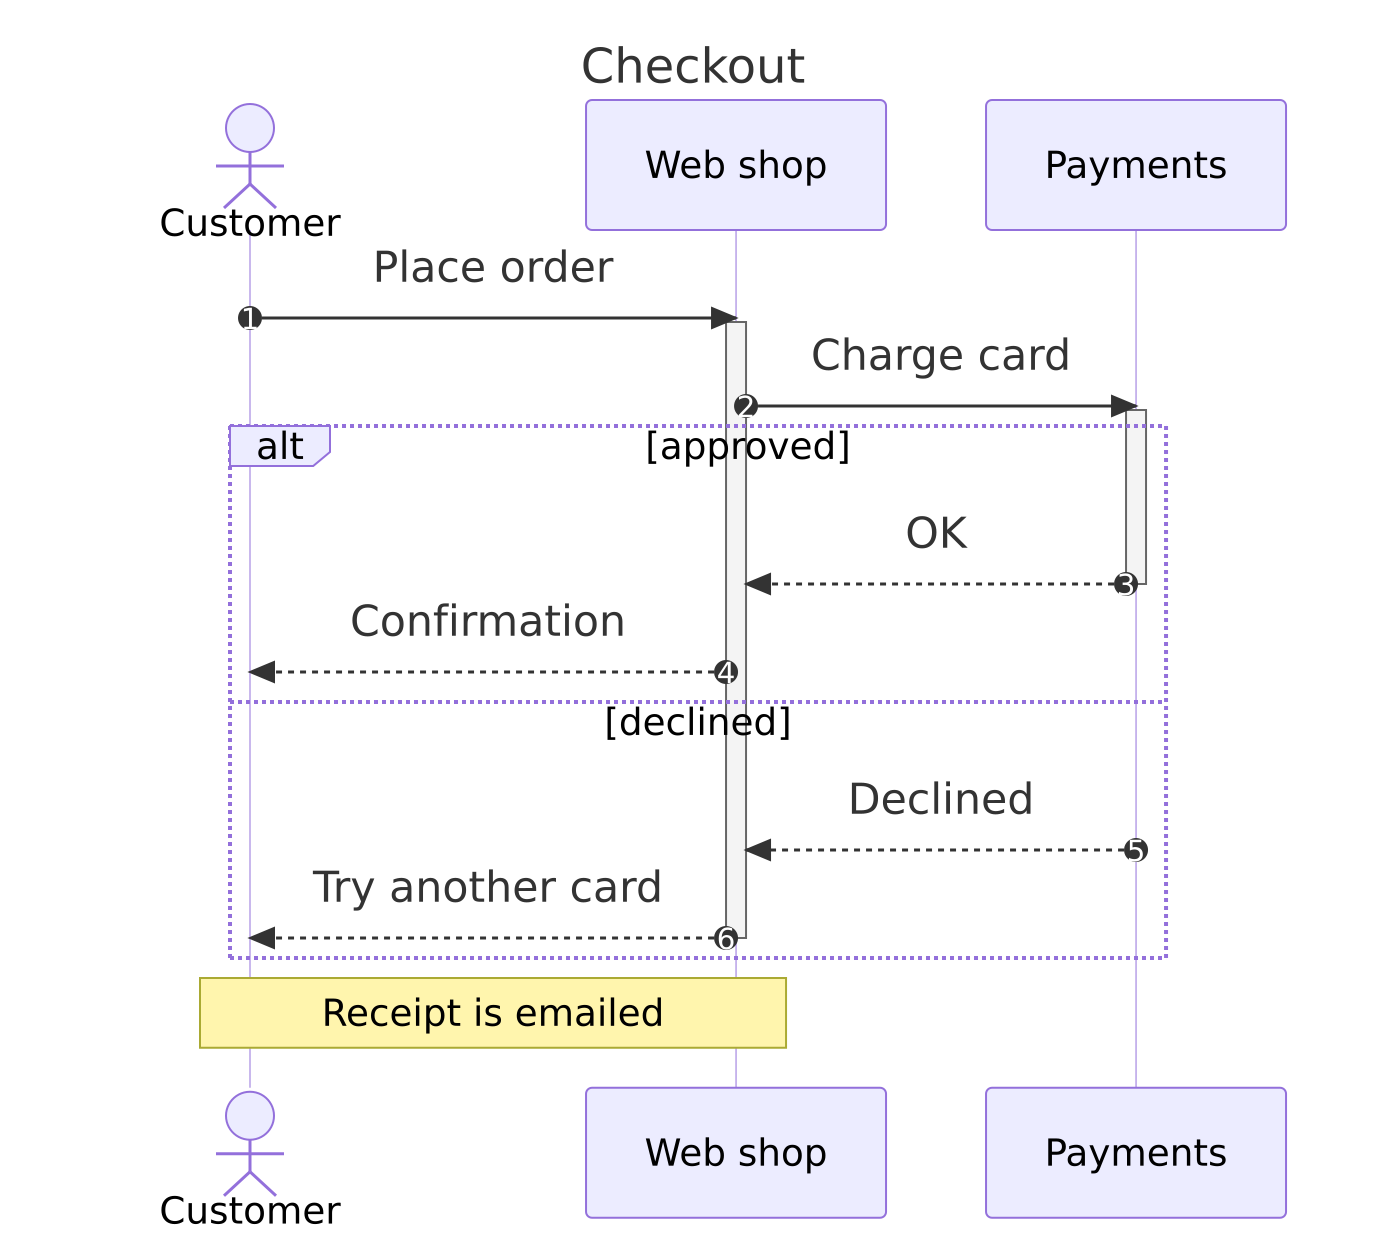 Checkout
Customer
Web shop
Payments
Place order
1
Charge card
2
alt
[approved]
OK
3
Confirmation
4
[declined]
Declined
5
Try another card
6
Receipt is emailed
Customer
Web shop
Payments